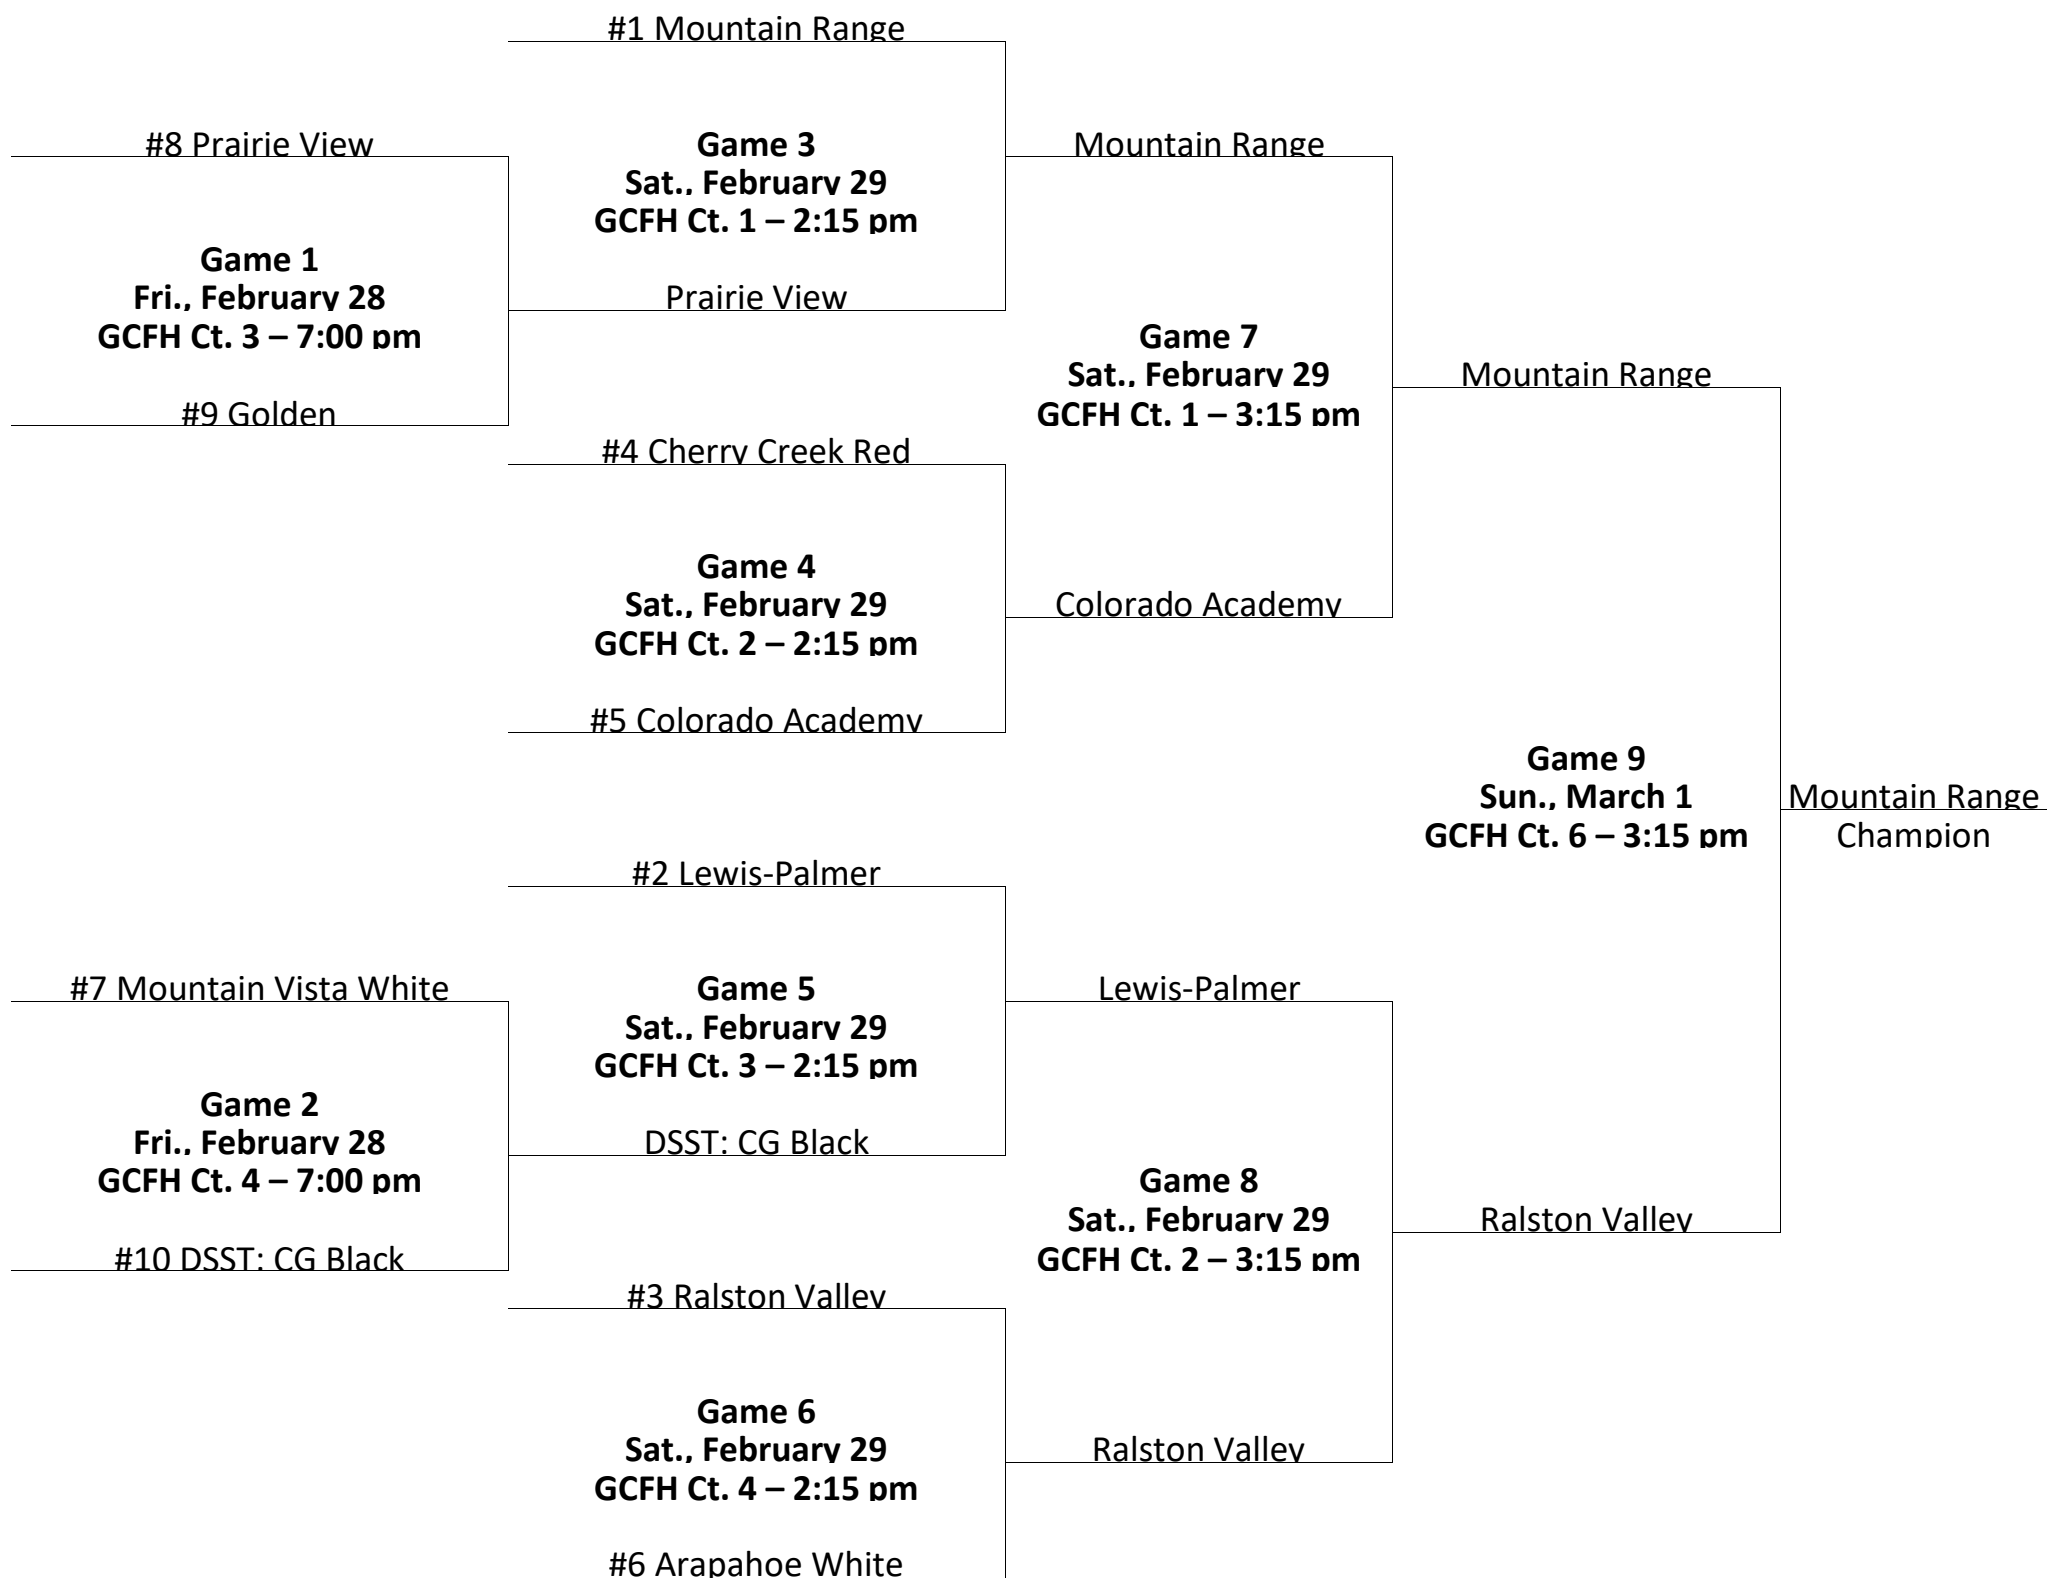 #1 Mountain Range
#8 Prairie View
Game 3
Sat., February 29
GCFH Ct. 1 – 2:15 pm
Mountain Range
Game 1
Fri., February 28
GCFH Ct. 3 – 7:00 pm
Prairie View
#9 Golden
Game 7
Sat., February 29
GCFH Ct. 1 – 3:15 pm
Mountain Range
#4 Cherry Creek Red
Game 4
Sat., February 29
GCFH Ct. 2 – 2:15 pm
Colorado Academy
#5 Colorado Academy
Game 9
Sun., March 1
GCFH Ct. 6 – 3:15 pm
Mountain Range
Champion
#2 Lewis-Palmer
#7 Mountain Vista White
Game 5
Sat., February 29
GCFH Ct. 3 – 2:15 pm
Lewis-Palmer
Game 2
Fri., February 28
GCFH Ct. 4 – 7:00 pm
DSST: CG Black
#10 DSST: CG Black
Game 8
Sat., February 29
GCFH Ct. 2 – 3:15 pm
Ralston Valley
#3 Ralston Valley
Game 6
Sat., February 29
GCFH Ct. 4 – 2:15 pm
Ralston Valley
#6 Arapahoe White